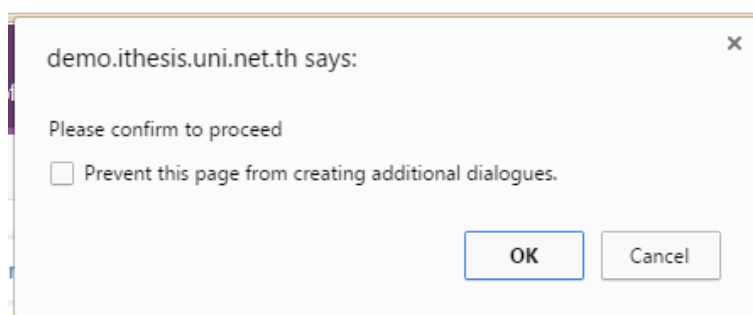 demo.ithesis.uni.net.th says:
Please confirm to proceed
Prevent this page from creating additional dialogues.
OK
Cancel